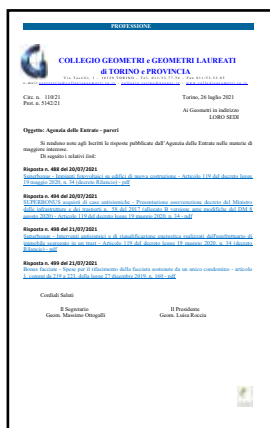 PROFESSIONE
COLLEGIO GEOMETRI e GEOMETRI LAUREATI
di TORINO e PROVINCIA
Circ. n. 110/21 Torino, 26 luglio 2021
Prot. n. 5142/21
Ai Geometri in indirizzo
LORO SEDI
Oggetto: Agenzia delle Entrate - pareri
Si rendono note agli Iscritti le risposte pubblicate dall'Agenzia delle Entrate nelle materie di
maggiore interesse.
Di seguito i relativi link:
Risposta n. 488 del 20/07/2021
Superbonus - Impianti fotovoltaici su edifici di nuova costruzione - Articolo 119 del decreto legge
19 maggio 2020, n. 34 (decreto Rilancio) - pdf
Risposta n. 494 del 20/07/2021
SUPERBONUS acquisti di case antisismiche - Presentazione asseverazione decreto del Ministro
delle infrastrutture e dei trasporti n. 58 del 2017 (allegato B versione ante modifiche del DM 6
agosto 2020) - Articolo 119 del decreto legge 19 maggio 2020, n. 34 - pdf
Risposta n. 498 del 21/07/2021
Superbonus - Interventi antisismici e di riqualificazione energetica realizzati dall'usufruttuario di
immobile segregato in un trust - Articolo 119 del decreto legge 19 maggio 2020, n. 34 (decreto
Rilancio) - pdf
Risposta n. 499 del 21/07/2021
Bonus facciate - Spese per il rifacimento della facciata sostenute da un unico condomino - articolo
1, commi da 219 a 223, della legge 27 dicembre 2019, n. 160 - pdf
Cordiali Saluti
Il Segretario Il Presidente
Geom. Massimo Ottogalli Geom. Luisa Roccia